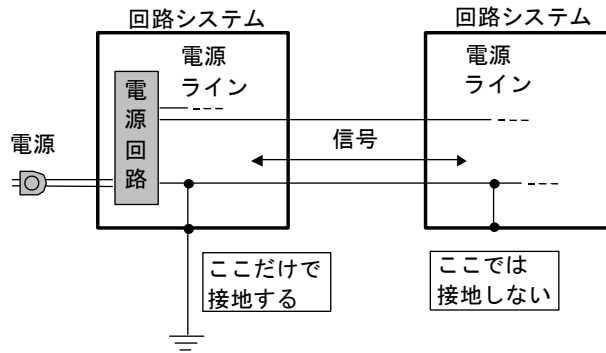 回路システム
回路システム
電源
ライン
電源
ライン
電源回路
電源
信号
ここだけで
接地する
ここでは
接地しない